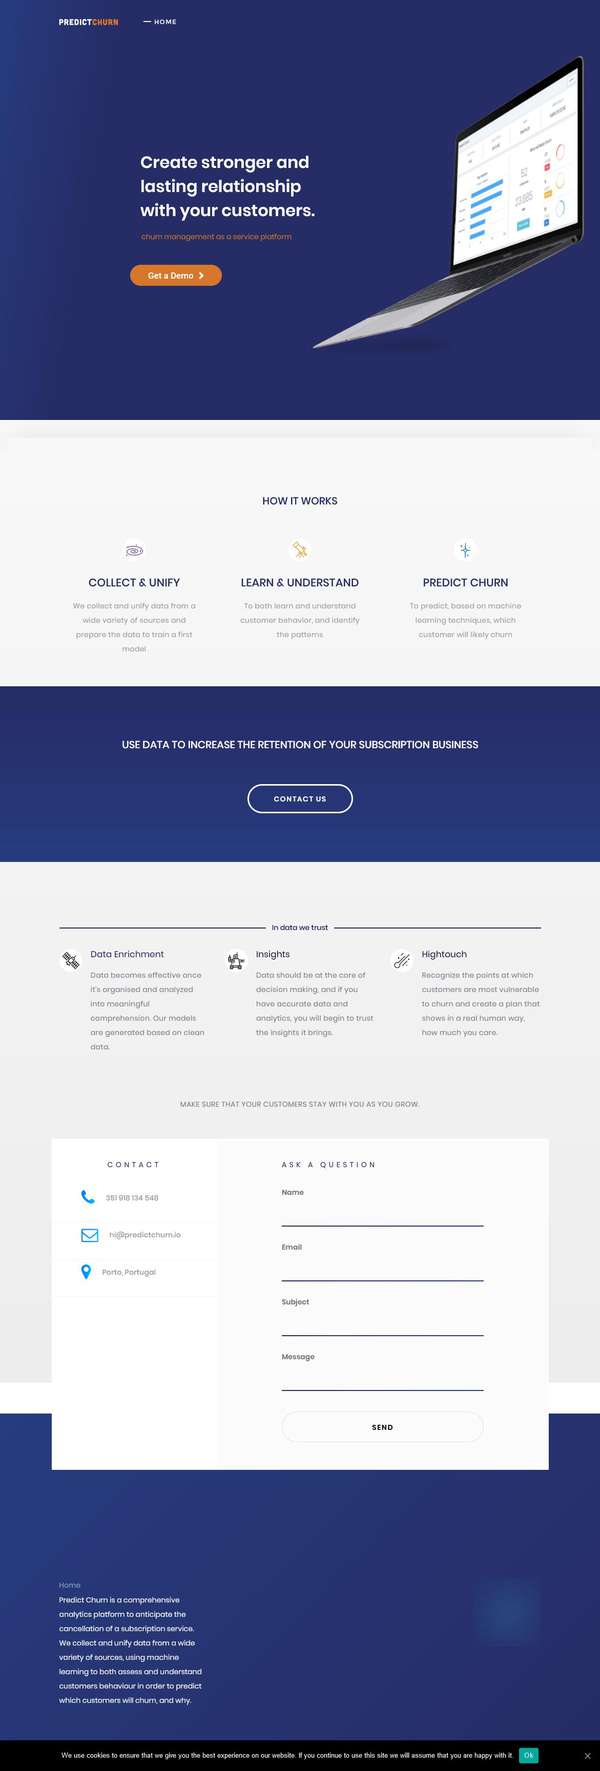 PREDICTCHURN
HOME
Create stronger and
lasting relationship
with your customers.
churn management as a service platform
Get a Demo
HOW IT WORKS
COLLECT & UNIFY
We collect and unify data from a
wide variety of sources and
prepare the data to train a first
model
LEARN & UNDERSTAND
To both learn and understand
customer behavior, and identify
the patterns
PREDICT CHURN
To predict, based on machine
learning techniques, which
customer will likely churn
USE DATA TO INCREASE THE RETENTION OF YOUR SUBSCRIPTION BUSINESS
CONTACT US
In data we trust
Data Enrichment
Data becomes effective once
it's organised and analyzed
into meaningful
comprehension. Our models
are generated based on clean
data.
Insights
Data should be at the core of
decision making, and if you
have accurate data and
analytics, you will begin to trust
the insights it brings.
Hightouch
Recognize the points at which
customers are most vulnerable
to churn and create a plan that
shows in a real human way,
how much you care.
MAKE SURE THAT YOUR CUSTOMERS STAY WITH YOU AS YOU GROW.
CONTACT
351 918 134 548
hi@predictchurn.io
Porto, Portugal
ASK A QUESTION
Name
Email
Subject
Message
SEND
Home
Predict Churn is a comprehensive
analytics platform to anticipate the
cancellation of a subscription service.
We collect and unify data from a wide
variety of sources, using machine
learning to both assess and understand
customers behaviour in order to predict
which customers will churn, and why.
We use cookies to ensure that we give you the best experience on our website. If you continue to use this site we will assume that you are happy with it.
Ok